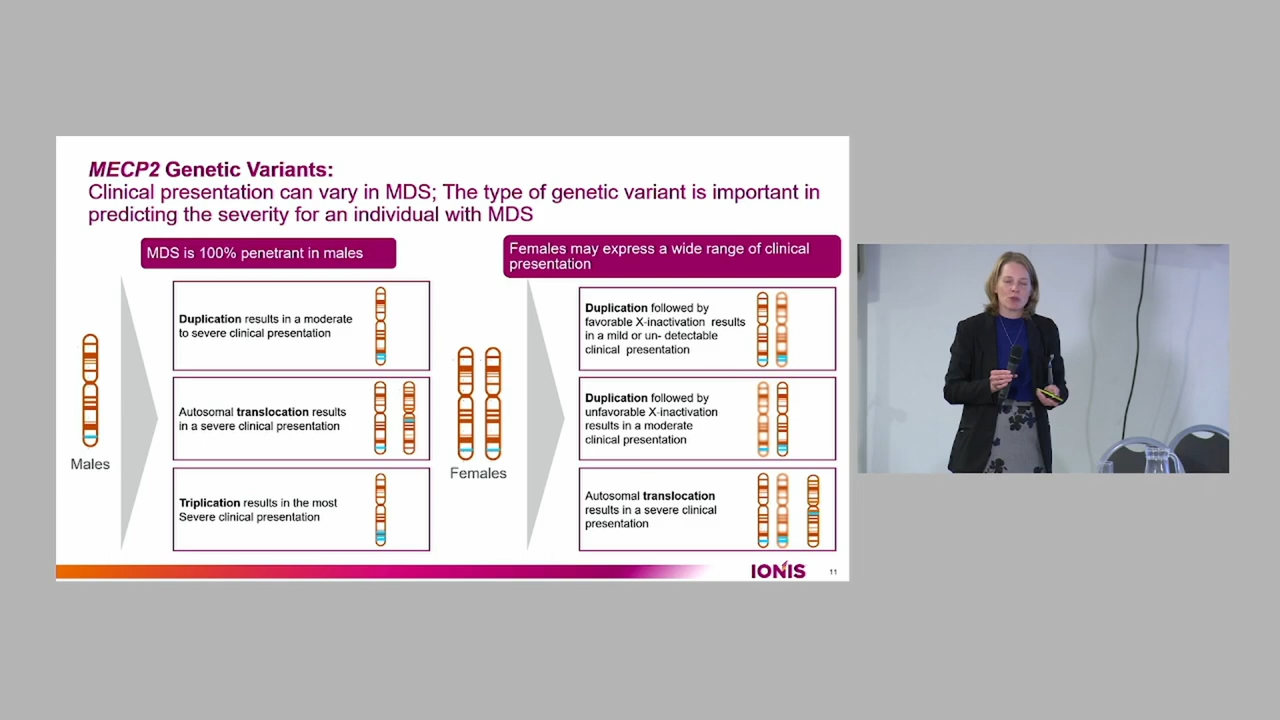 MECP2 Genetic Variants:
Clinical presentation can vary in MDS; The type of genetic variant is important in
predicting the severity for an individual with MDS
MDS is 100% penetrant in males
Duplication results in a moderate
to severe clinical presentation
Autosomal translocation results
in a severe clinical presentation
Triplication results in the most
Severe clinical presentation
Males
Females may express a wide range of clinical
presentation
Duplication followed by
favorable X-inactivation results
in a mild or un- detectable
clinical presentation
Duplication followed by
unfavorable X-inactivation
results in a moderate
clinical presentation
Autosomal translocation
results in a severe clinical
presentation
Females
IONIS
11